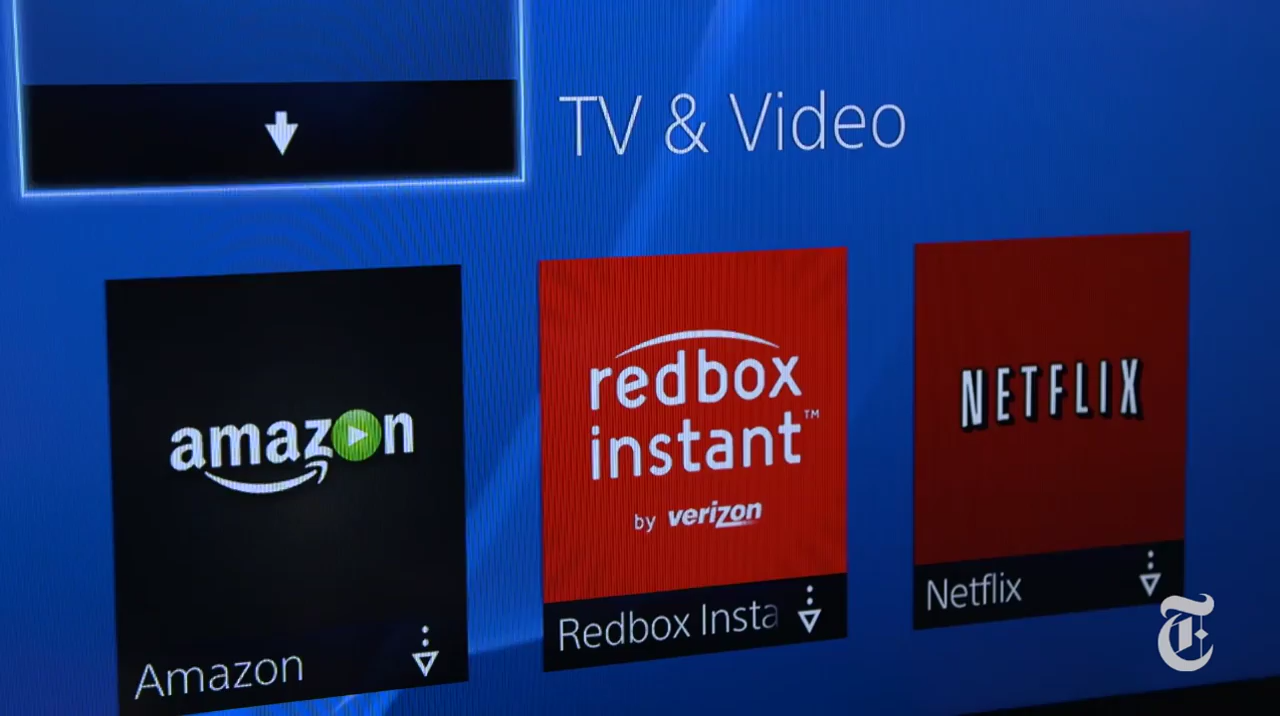 TV & Video
amazon
Amazon
redbox
instant™
by verizon
Redbox Insta
NETFLIX
Netflix
T